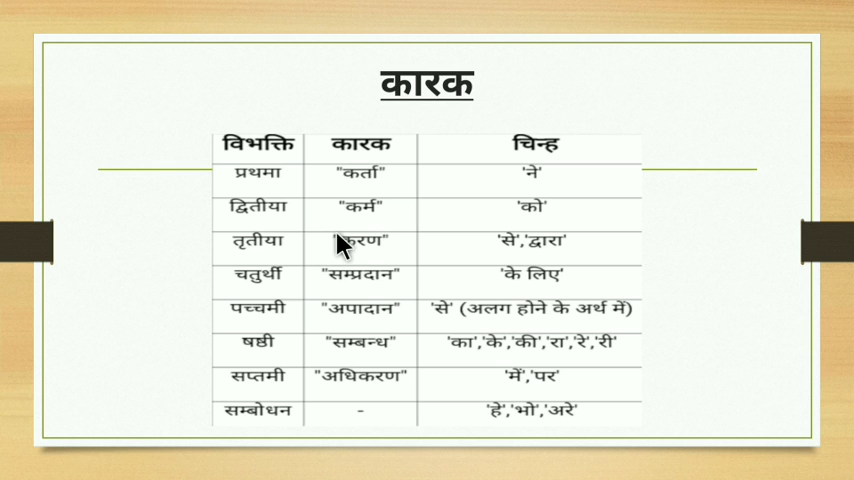 कारक
विभक्ति कारक चिन्ह
प्रथमा "कर्ता" 'ने'
द्वितीया "कर्म" 'को'
तृतीया 'से','द्वारा'
चतुर्थी "सम्प्रदान" 'के लिए'
पच्चमी "अपादान" 'से' (अलग होने के अर्थ में)
षष्ठी "सम्बन्ध" 'का','के','की','रा','रे','री'
सप्तमी "अधिकरण" 'में','पर'
सम्बोधन - 'हे','भो','अरे'